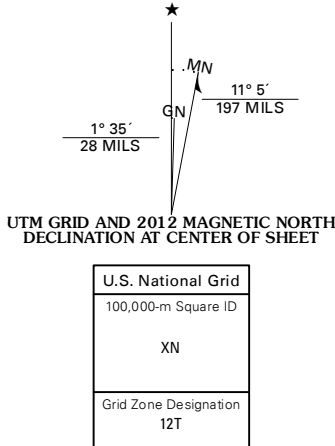 ★
MN
GN
11° 5´
197 MILS
1° 35´
28 MILS
UTM GRID AND 2012 MAGNETIC NORTH
DECLINATION AT CENTER OF SHEET
U.S. National Grid
100,000-m Square ID
XN
Grid Zone Designation
12T